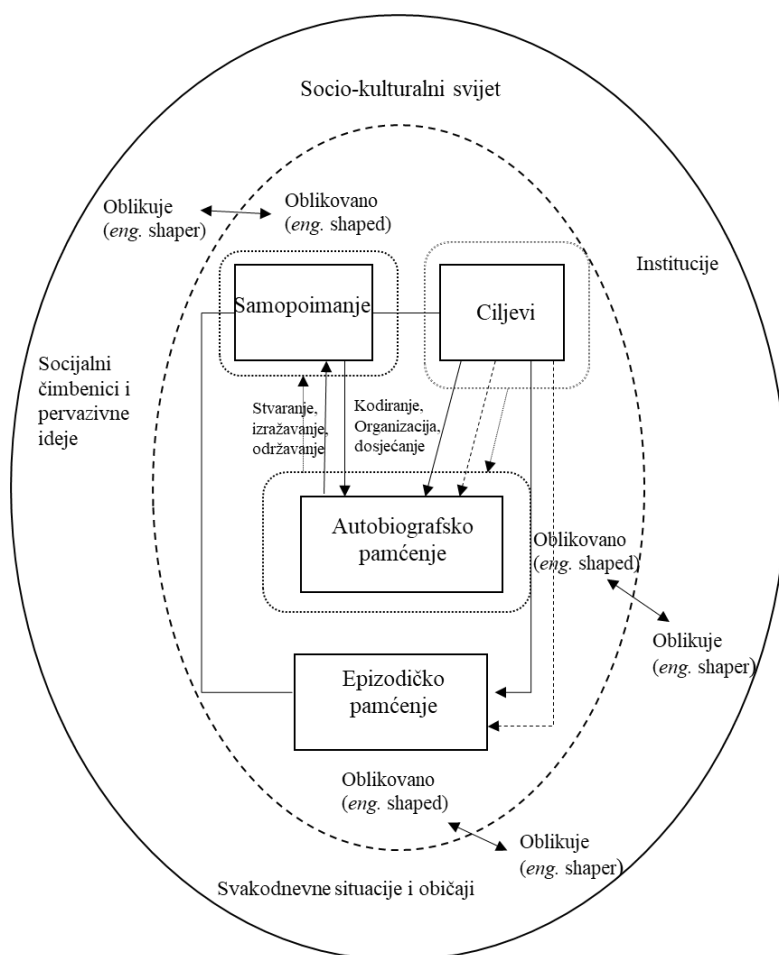 Socio-kulturalni svijet
Oblikuje
(eng. shaper)
Oblikovano
(eng. shaped)
Institucije
Samopoimanje
Ciljevi
Socijalni
čimbenici i
pervazivne
ideje
Stvaranje,
izražavanje,
održavanje
Kodiranje,
Organizacija,
dosjećanje
Autobiografsko
pamćenje
Oblikovano
(eng. shaped)
Oblikuje
(eng. shaper)
Epizodičko
pamćenje
Oblikovano
(eng. shaped)
Oblikuje
(eng. shaper)
Svakodnevne situacije i običaji